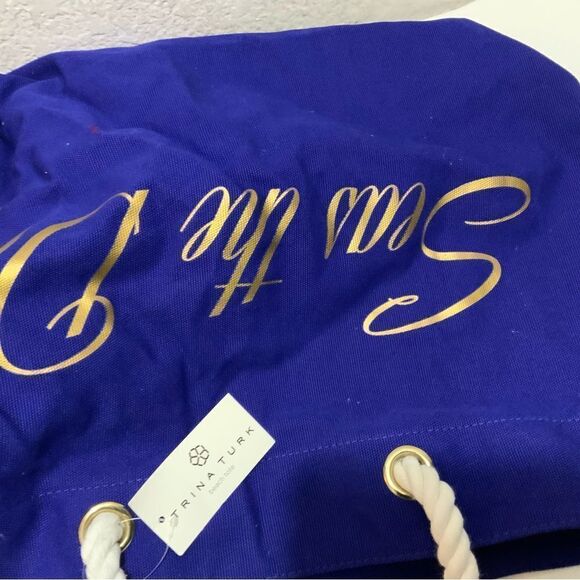 Seas the D
TRINA TURK
beach tote